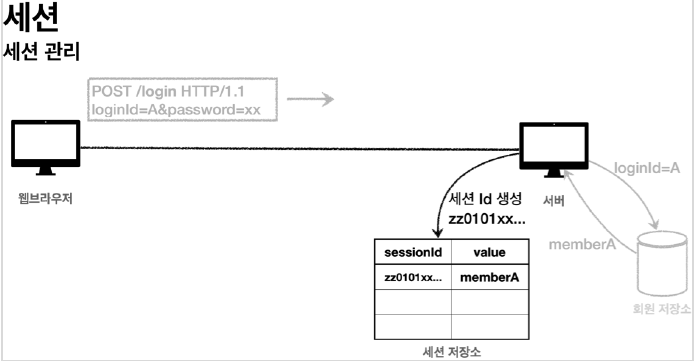 세션
세션 관리
POST /login HTTP/1.1
loginId=A&password=xx
웹브라우저
서버
loginId=A
memberA
회원 저장소
세션 Id 생성
zz0101xx...
sessionId value
zz0101xx... memberA
세션 저장소